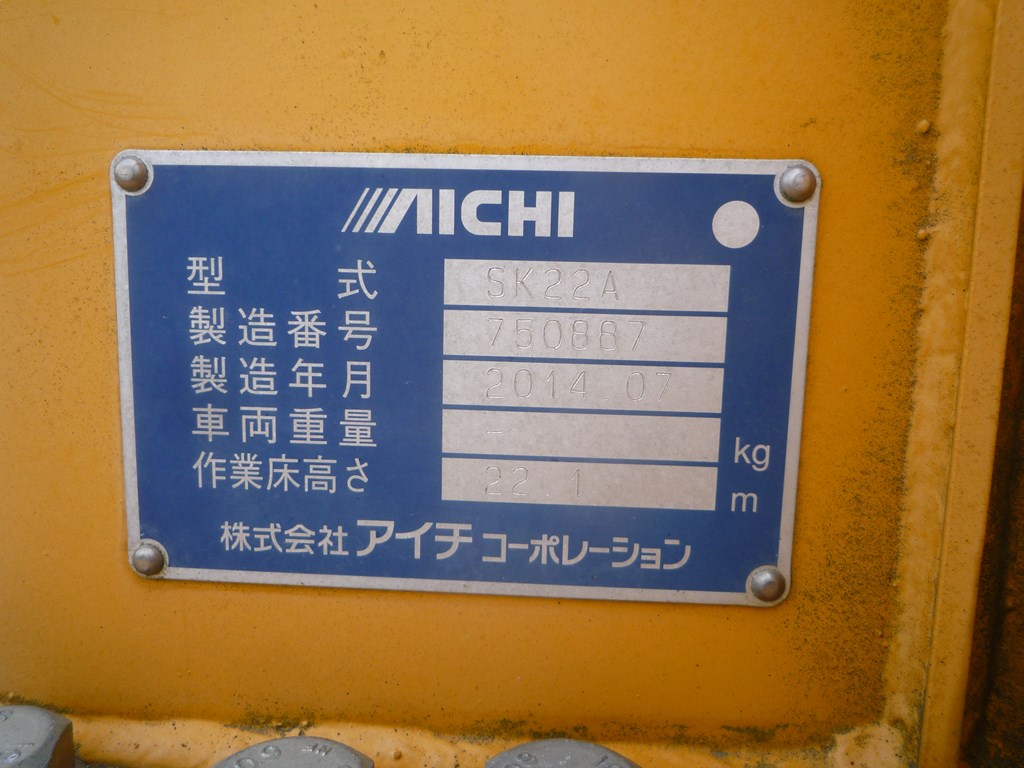 AICHI
型式 SK22A
製造番号 750887
製造年月 2014.07
車両重量 - kg
作業床高さ 22.1 m
株式会社アイチコーポレーション